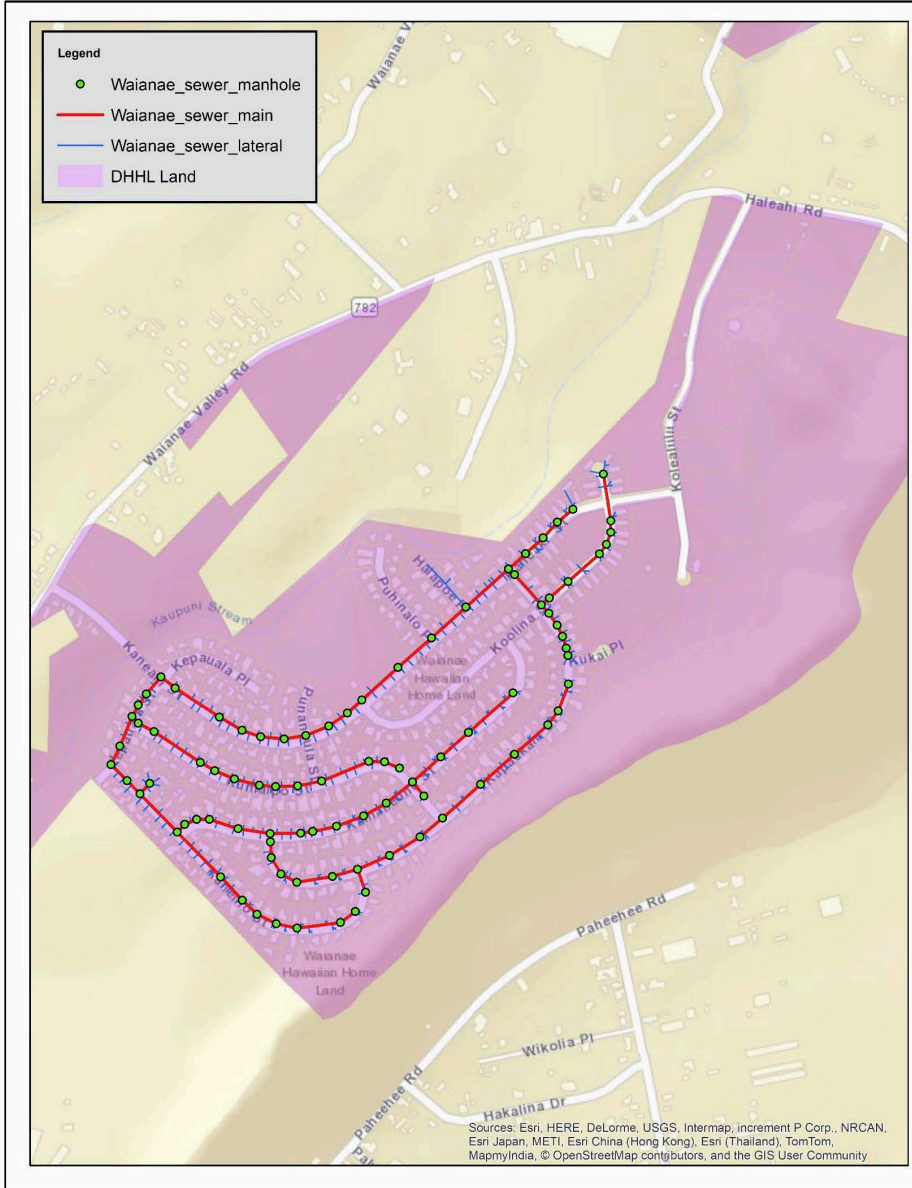 Legend
Waianae_sewer_manhole
Waianae_sewer_main
Waianae_sewer_lateral
DHHL Land
Haleahi Rd
782
Waianae Valley Rd
Kolealiilii St
Kaupuni Stream
Puhinalo
Koolina
Kukai Pl
Kepauala Pl
Waianae
Hawaiian
Home Land
Waianae
Hawaiian Home
Land
Paheehee Rd
Wikolia Pl
Hakalina Dr
Paheehee Rd
Sources: Esri, HERE, DeLorme, USGS, Intermap, increment P Corp., NRCAN,
Esri Japan, METI, Esri China (Hong Kong), Esri (Thailand), TomTom,
MapmyIndia, © OpenStreetMap contributors, and the GIS User Community